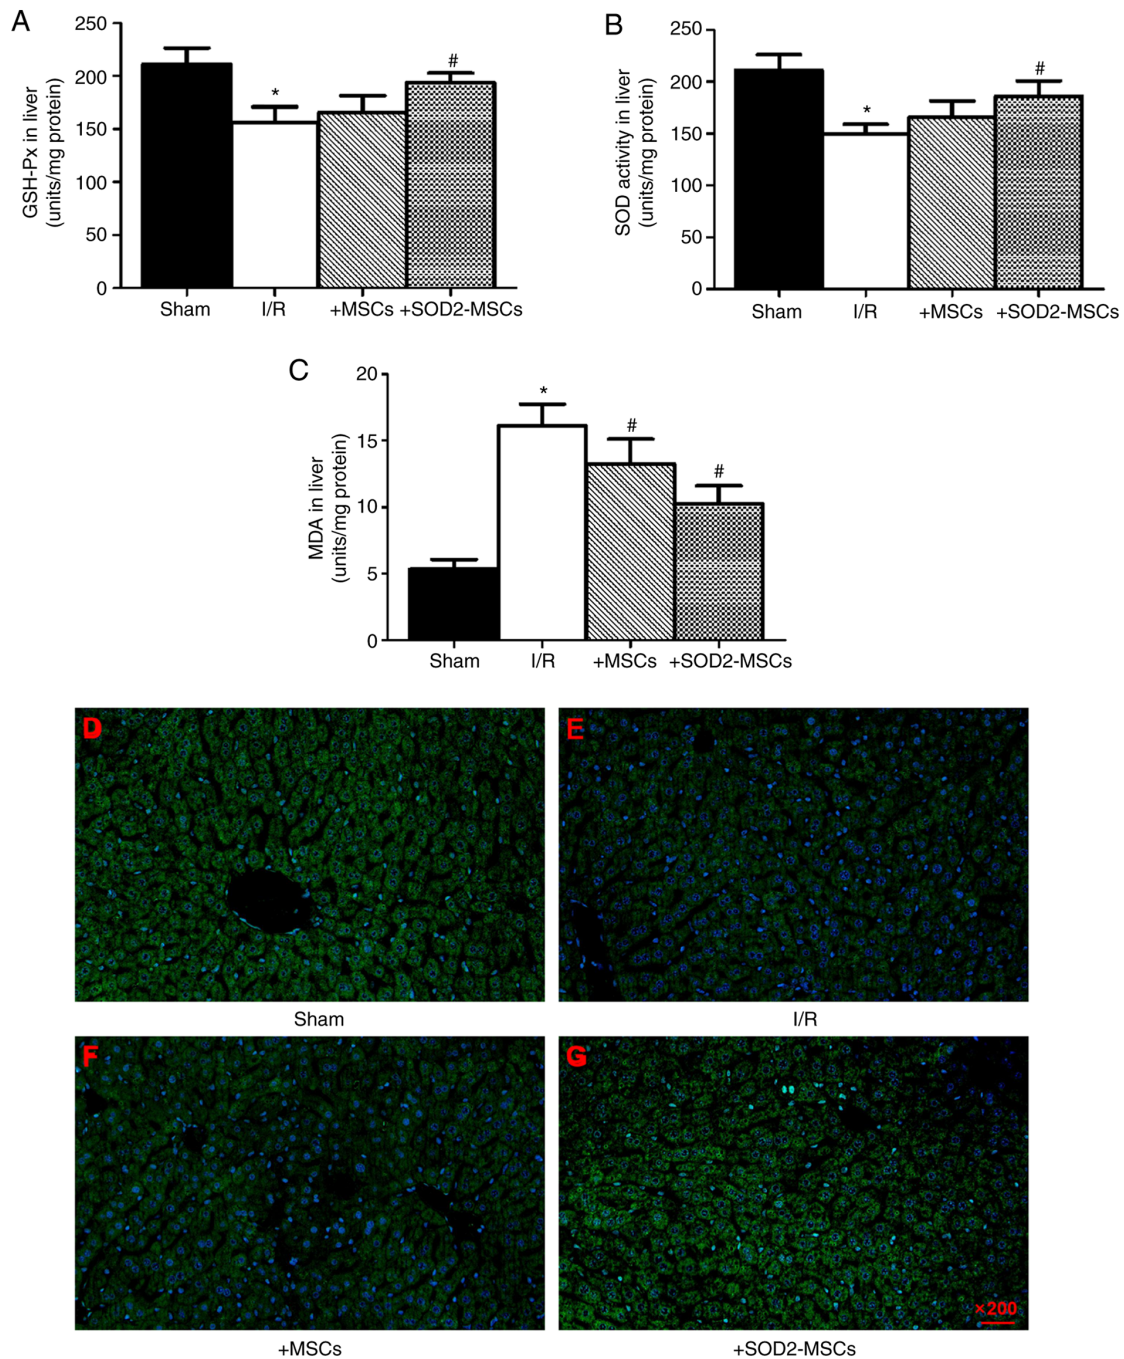 A
GSH-Px in liver
(units/mg protein)
250
200
150
100
50
0
*
#
Sham
I/R
+MSCs
+SOD2-MSCs
B
SOD activity in liver
(units/mg protein)
250
200
150
100
50
0
*
#
Sham
I/R
+MSCs
+SOD2-MSCs
C
MDA in liver
(units/mg protein)
20
15
10
5
0
*
#
#
Sham
I/R
+MSCs
+SOD2-MSCs
D
Sham
E
I/R
F
+MSCs
G
×200
+SOD2-MSCs